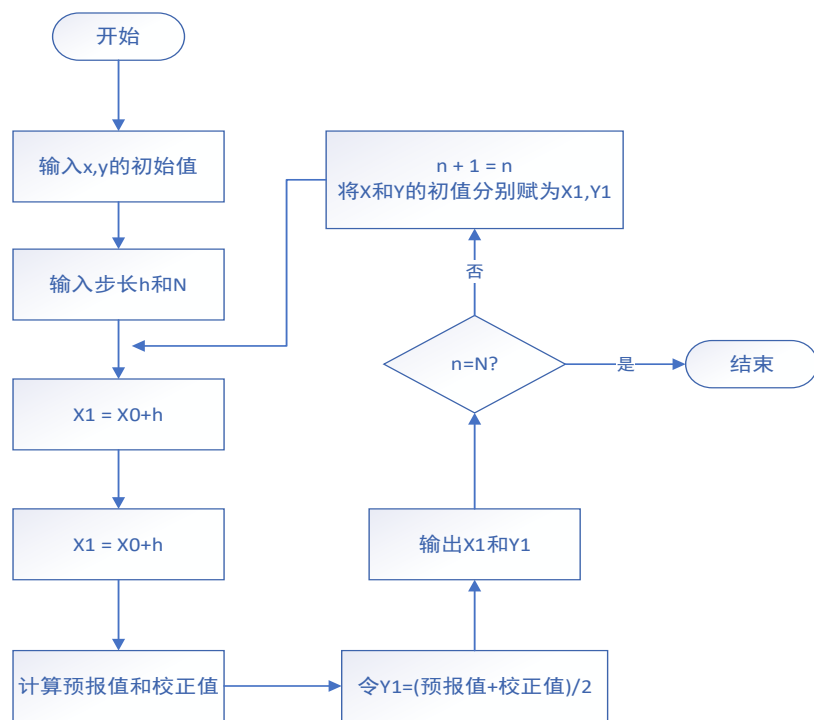 开始
输入x,y的初始值
输入步长h和N
X1 = X0+h
X1 = X0+h
计算预报值和校正值
令Y1=(预报值+校正值)/2
输出X1和Y1
n=N?
否
n + 1 = n
将X和Y的初值分别赋为X1,Y1
是
结束